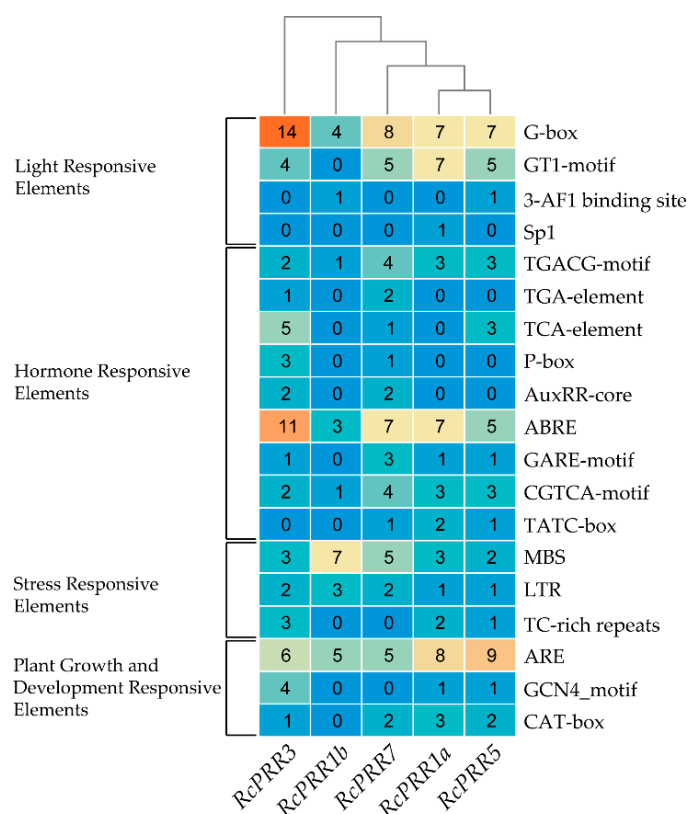 14 4 8 7 7 G-box
Light Responsive
Elements
4 0 5 7 5 GT1-motif
0 1 0 0 1 3-AF1 binding site
0 0 0 1 0 Sp1
2 1 4 3 3 TGACG-motif
1 0 2 0 0 TGA-element
5 0 1 0 3 TCA-element
Hormone Responsive
Elements
3 0 1 0 0 P-box
2 0 2 0 0 AuxRR-core
11 3 7 7 5 ABRE
1 0 3 1 1 GARE-motif
2 1 4 3 3 CGTCA-motif
0 0 1 2 1 TATC-box
3 7 5 3 2 MBS
Stress Responsive
Elements
2 3 2 1 1 LTR
3 0 0 2 1 TC-rich repeats
6 5 5 8 9 ARE
Plant Growth and
Development Responsive
Elements
4 0 0 1 1 GCN4_motif
1 0 2 3 2 CAT-box
RcPRR3 RcPRR1b RcPRR7 RcPRR1a RcPRR5